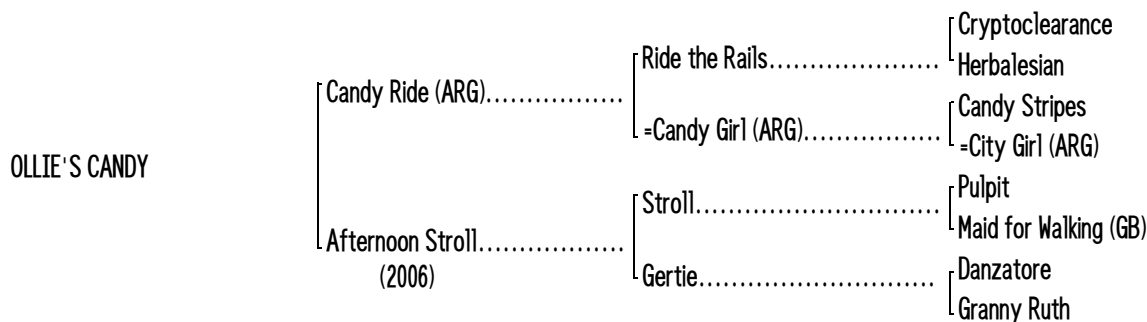 Cryptoclearance
Ride the Rails.....................
Herbalesian
Candy Ride (ARG).................
Candy Stripes
=Candy Girl (ARG).................
=City Girl (ARG)
OLLIE'S CANDY
Pulpit
Stroll..............................
Maid for Walking (GB)
Afternoon Stroll..................
(2006)
Danzatore
Gertie.............................
Granny Ruth